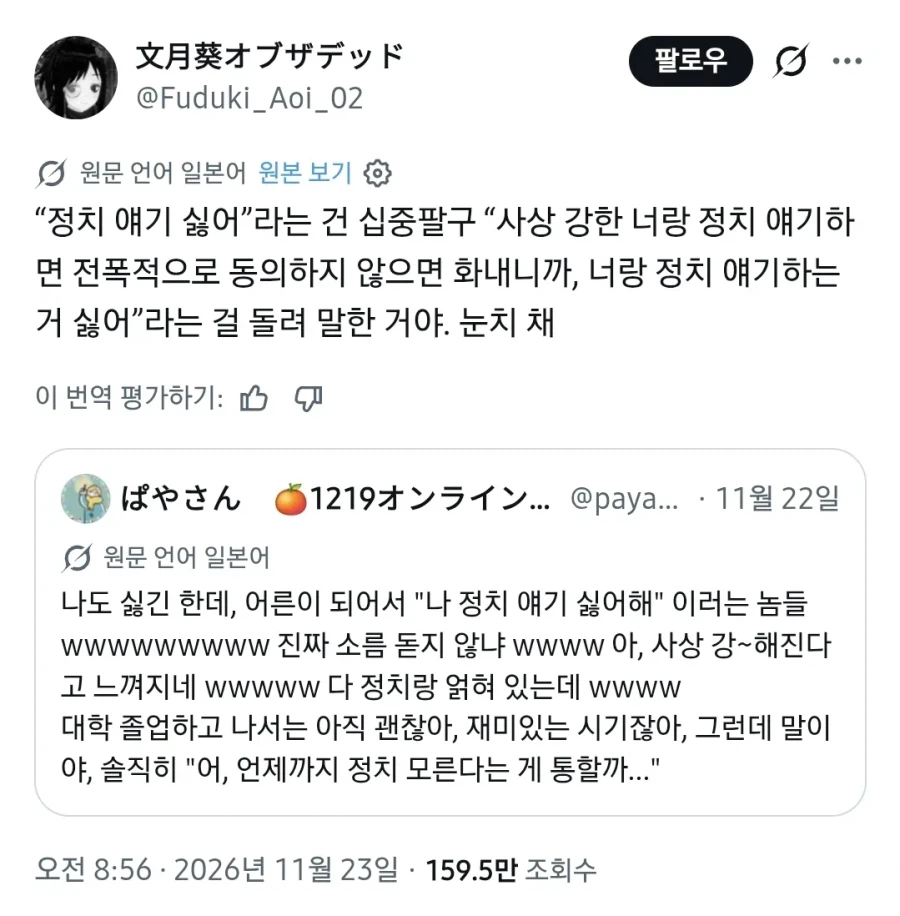 文月葵オブザデッド
@Fuduki_Aoi_02
팔로우
원문 언어 일본어 원본 보기
“정치 얘기 싫어”라는 건 십중팔구 “사상 강한 너랑 정치 얘기하
면 전폭적으로 동의하지 않으면 화내니까, 너랑 정치 얘기하는
거 싫어”라는 걸 돌려 말한 거야. 눈치 채
이 번역 평가하기:
ぱやさん 🍊1219オンライン... @paya... · 11월 22일
원문 언어 일본어
나도 싫긴 한데, 어른이 되어서 "나 정치 얘기 싫어해" 이러는 놈들
wwwwwwwww 진짜 소름 돋지 않냐 wwww 아, 사상 강~해진다
고 느껴지네 wwwww 다 정치랑 얽혀 있는데 wwww
대학 졸업하고 나서는 아직 괜찮아, 재미있는 시기잖아, 그런데 말이
야, 솔직히 "어, 언제까지 정치 모른다는 게 통할까..."
오전 8:56 · 2026년 11월 23일 · 159.5만 조회수